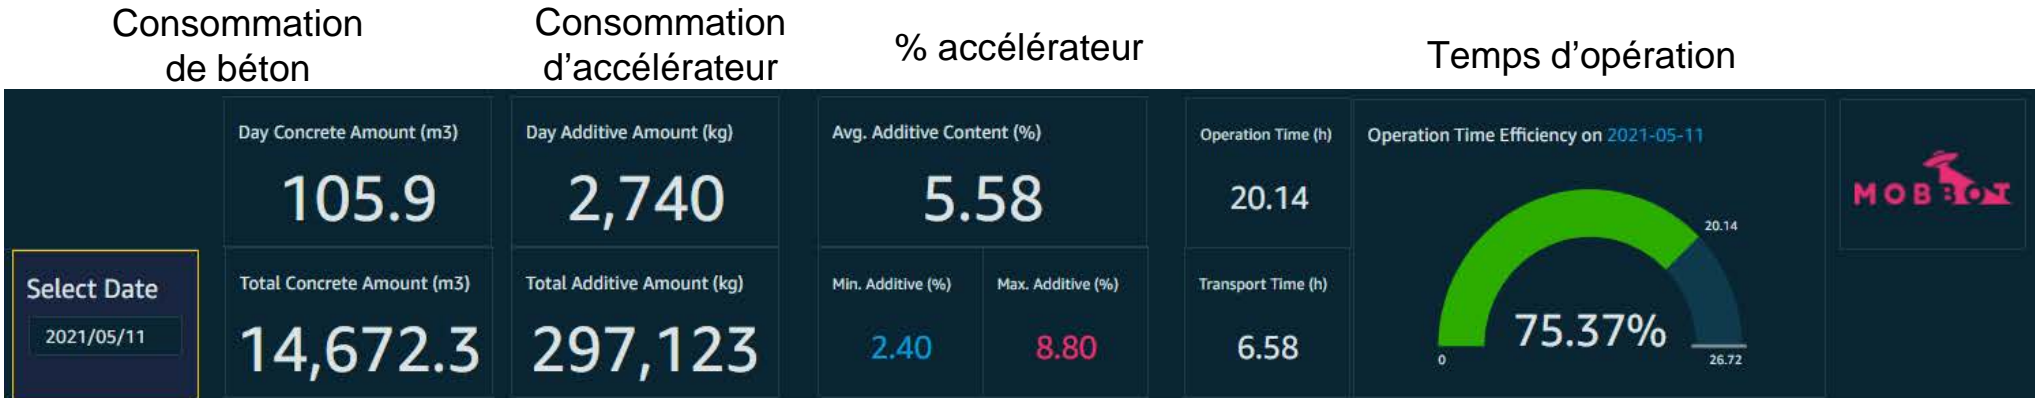 Consommation
de béton
Consommation
d'accélérateur
% accélérateur
Temps d'opération
Day Concrete Amount (m3)
105.9
Day Additive Amount (kg)
2,740
Avg. Additive Content (%)
5.58
Operation Time (h)
20.14
Operation Time Efficiency on 2021-05-11
20.14
75.37%
0
26.72
MOBBOT
Select Date
2021/05/11
Total Concrete Amount (m3)
14,672.3
Total Additive Amount (kg)
297,123
Min. Additive (%)
2.40
Max. Additive (%)
8.80
Transport Time (h)
6.58